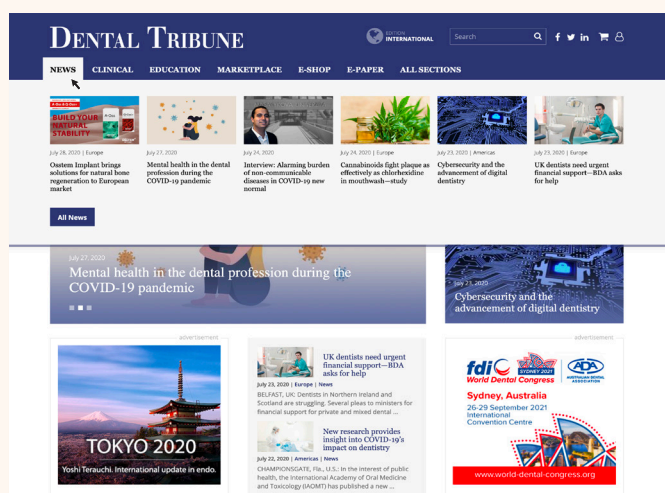 DENTAL TRIBUNE
EDITION
INTERNATIONAL
Search
NEWS CLINICAL EDUCATION MARKETPLACE E-SHOP E-PAPER ALL SECTIONS
BUILD YOUR
NATURAL
STABILITY
July 28, 2020 | Europe
Osstem Implant brings
solutions for natural bone
regeneration to European
market
July 27, 2020
Mental health in the dental
profession during the
COVID-19 pandemic
July 24, 2020
Interview: Alarming burden
of non-communicable
diseases in COVID-19 new
normal
July 24, 2020 | Europe
Cannabinoids fight plaque as
effectively as chlorhexidine
in mouthwash—study
July 23, 2020 | Americas
Cybersecurity and the
advancement of digital
dentistry
July 23, 2020 | Europe
UK dentists need urgent
financial support—BDA asks
for help
All News
July 27, 2020
Mental health in the dental profession during the
COVID-19 pandemic
July 23, 2020
Cybersecurity and the
advancement of digital dentistry
advertisement
TOKYO 2020
Yoshi Terauchi. International update in endo.
UK dentists need urgent
financial support—BDA
asks for help
July 23, 2020 | Europe | News
BELFAST, UK: Dentists in Northern Ireland and
Scotland are struggling. Several pleas to ministers for
financial support for private and mixed dental ...
New research provides
insight into COVID-19's
impact on dentistry
July 22, 2020 | Americas | News
CHAMPIONSGATE, Fla., U.S.: In the interest of public
health, the International Academy of Oral Medicine
and Toxicology (IAOMT) has published a new ...
advertisement
fdi
World Dental Congress
SYDNEY 2021
ADA
AUSTRALIAN DENTAL
ASSOCIATION
Sydney, Australia
26-29 September 2021
International
Convention Centre
www.world-dental-congress.org